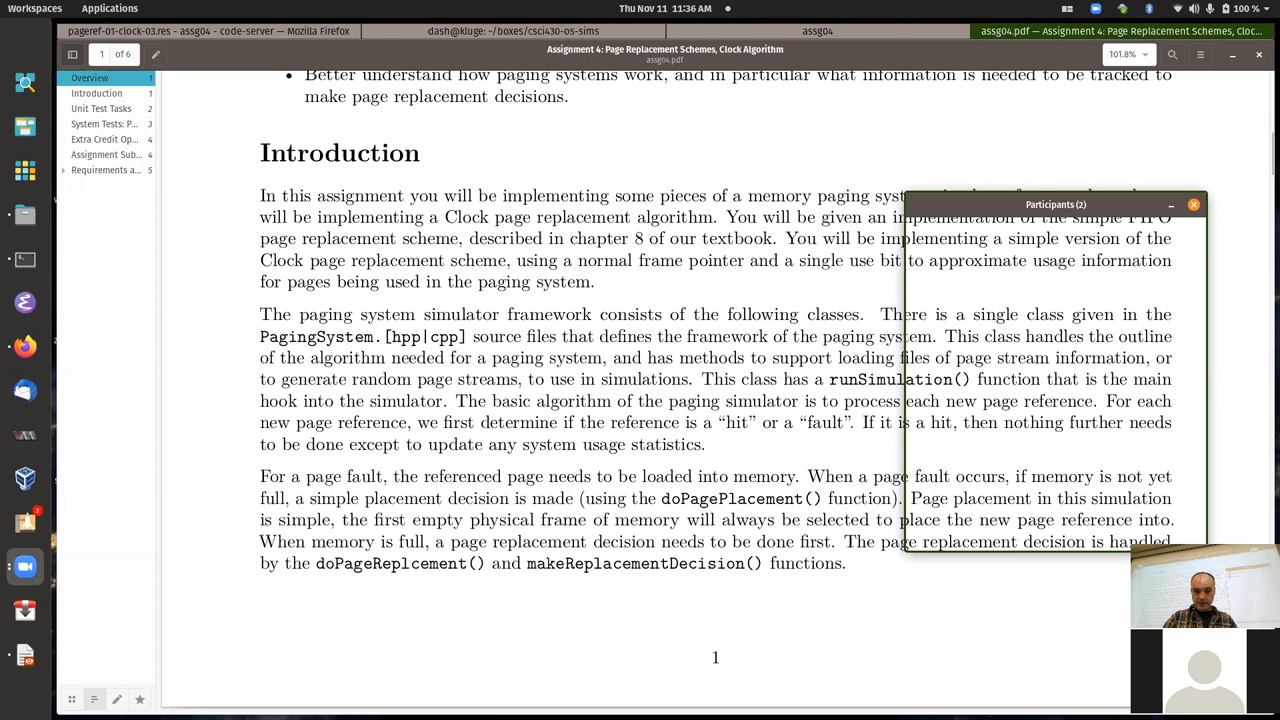 Workspaces Applications Thu Nov 11 11:36 AM 100 %
pageref-01-clock-03.res - assg04 - code-server — Mozilla Firefox dash@kluge: ~/boxes/csci430-os-sims assg04 assg04.pdf — Assignment 4: Page Replacement Schemes, Cloc...
1 of 6 Assignment 4: Page Replacement Schemes, Clock Algorithm 101.8%
assg04.pdf
Overview 1
Introduction 1
Unit Test Tasks 2
System Tests: P... 3
Extra Credit Op... 4
Assignment Sub... 4
Requirements a... 5
• Better understand how paging systems work, and in particular what information is needed to be tracked to
make page replacement decisions.
Introduction
In this assignment you will be implementing some pieces of a memory paging
will be implementing a Clock page replacement algorithm. You will be given an implementation of the simple FIFO
page replacement scheme, described in chapter 8 of our textbook. You will be implementing a simple version of the
Clock page replacement scheme, using a normal frame pointer and a single use bit to approximate usage information
for pages being used in the paging system.
The paging system simulator framework consists of the following classes. There is a single class given in the
PagingSystem.[hpp|cpp] source files that defines the framework of the paging system. This class handles the outline
of the algorithm needed for a paging system, and has methods to support loading files of page stream information, or
to generate random page streams, to use in simulations. This class has a runSimulation() function that is the main
hook into the simulator. The basic algorithm of the paging simulator is to process each new page reference. For each
new page reference, we first determine if the reference is a “hit” or a “fault”. If it is a hit, then nothing further needs
to be done except to update any system usage statistics.
For a page fault, the referenced page needs to be loaded into memory. When a page fault occurs, if memory is not yet
full, a simple placement decision is made (using the doPagePlacement() function). Page placement in this simulation
is simple, the first empty physical frame of memory will always be selected to place the new page reference into.
When memory is full, a page replacement decision needs to be done first. The page replacement decision is handled
by the doPageReplcement() and makeReplacementDecision() functions.
1
Participants (2)
2